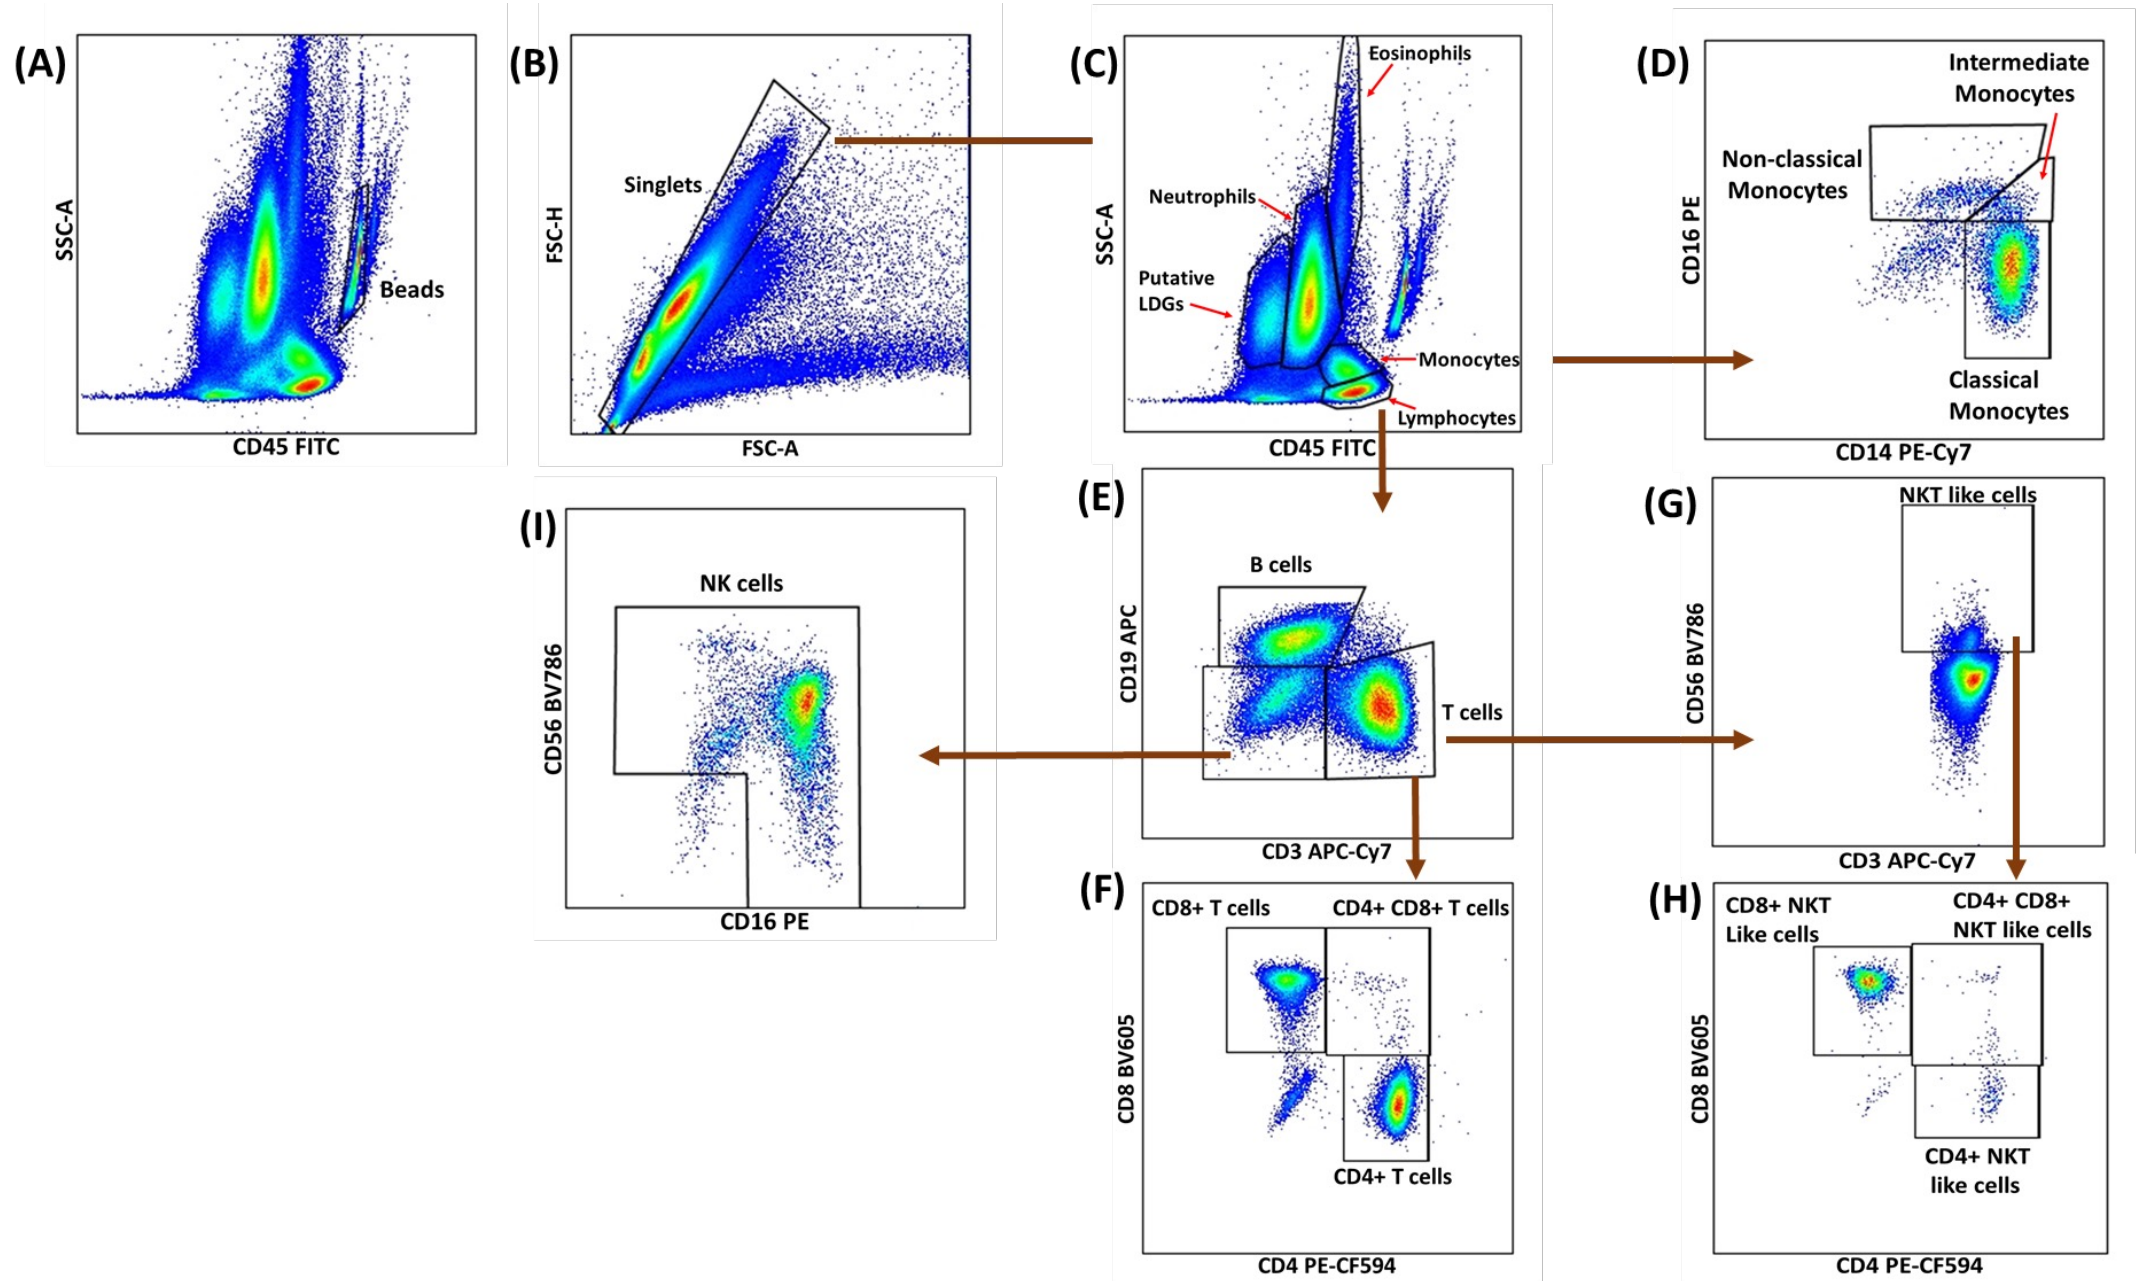 (A)
SSC-A
Beads
CD45 FITC
(B)
FSC-H
Singlets
FSC-A
(C)
SSC-A
Eosinophils
Neutrophils
Putative
LDGs
Monocytes
Lymphocytes
CD45 FITC
(D)
CD16 PE
Intermediate
Monocytes
Non-classical
Monocytes
Classical
Monocytes
CD14 PE-Cy7
(I)
CD56 BV786
NK cells
CD16 PE
(E)
CD19 APC
B cells
T cells
CD3 APC-Cy7
(G)
CD56 BV786
NKT like cells
CD3 APC-Cy7
(F)
CD8 BV605
CD8+ T cells
CD4+ CD8+ T cells
CD4+ T cells
CD4 PE-CF594
(H)
CD8 BV605
CD8+ NKT
Like cells
CD4+ CD8+
NKT like cells
CD4+ NKT
like cells
CD4 PE-CF594